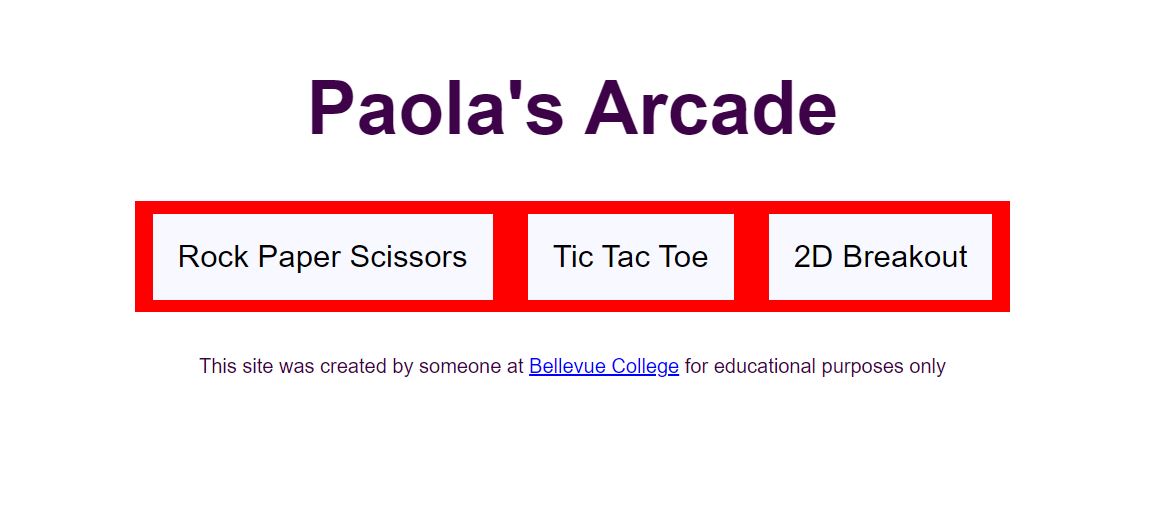 Paola's Arcade
Rock Paper Scissors
Tic Tac Toe
2D Breakout
This site was created by someone at Bellevue College for educational purposes only